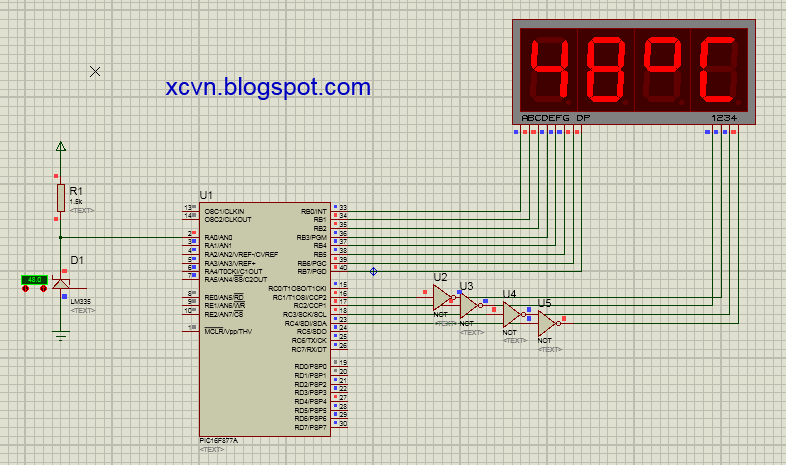 48°C
ABCDEFG DP
1234
xcvn.blogspot.com
R1
1.5k
<TEXT>
D1
48.0
LM335
<TEXT>
U1
13 OSC1/CLKIN
14 OSC2/CLKOUT
2 RA0/AN0
3 RA1/AN1
4 RA2/AN2/VREF-/CVREF
5 RA3/AN3/VREF+
6 RA4/T0CKI/C1OUT
7 RA5/AN4/SS/C2OUT
8 RE0/AN5/RD
9 RE1/AN6/WR
10 RE2/AN7/CS
1 MCLR/Vpp/THV
RB0/INT 33
RB1 34
RB2 35
RB3/PGM 36
RB4 37
RB5 38
RB6/PGC 39
RB7/PGD 40
RC0/T1OSO/T1CKI 15
RC1/T1OSI/CCP2 16
RC2/CCP1 17
RC3/SCK/SCL 18
RC4/SDI/SDA 23
RC5/SDO 24
RC6/TX/CK 25
RC7/RX/DT 26
RD0/PSP0 19
RD1/PSP1 20
RD2/PSP2 21
RD3/PSP3 22
RD4/PSP4 27
RD5/PSP5 28
RD6/PSP6 29
RD7/PSP7 30
PIC16F877A
<TEXT>
U2
NOT
<TEXT>
U3
NOT
<TEXT>
U4
NOT
<TEXT>
U5
NOT
<TEXT>